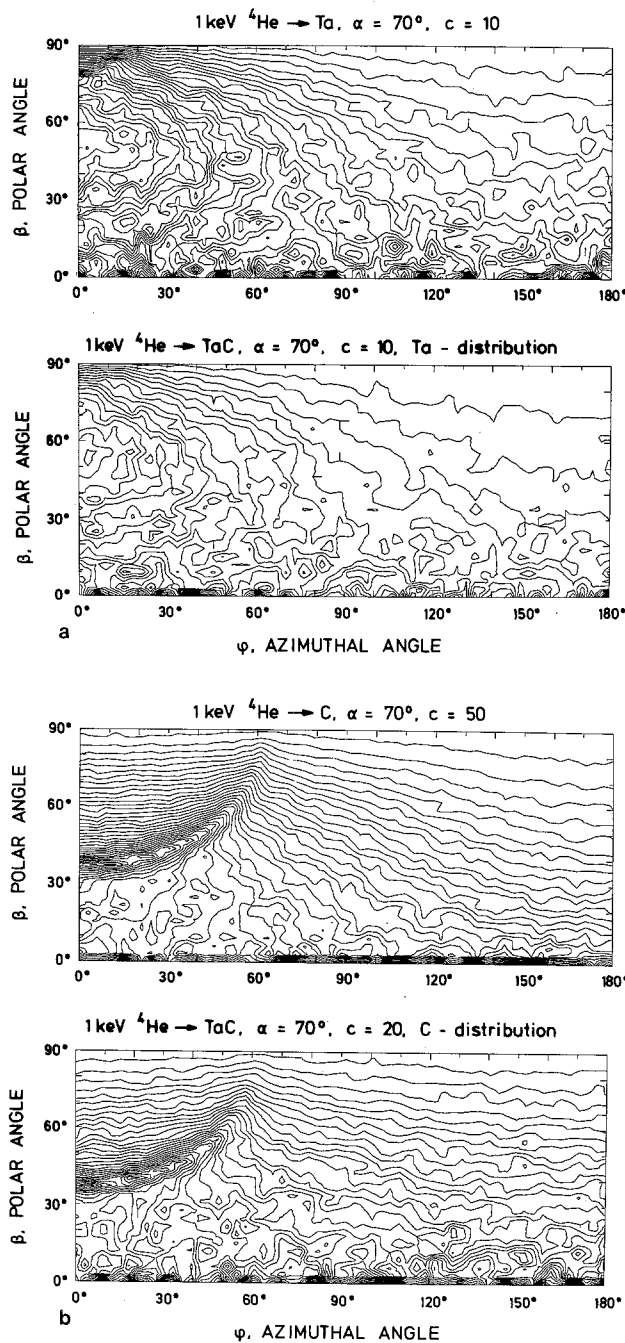 1 keV ⁴He → Ta, α = 70°, c = 10
90°
60°
30°
0°
β, POLAR ANGLE
0° 30° 60° 90° 120° 150° 180°
1 keV ⁴He → TaC, α = 70°, c = 10, Ta - distribution
90°
60°
30°
0°
β, POLAR ANGLE
0° 30° 60° 90° 120° 150° 180°
a
φ, AZIMUTHAL ANGLE
1 keV ⁴He → C, α = 70°, c = 50
90°
60°
30°
0°
β, POLAR ANGLE
0° 30° 60° 90° 120° 150° 180°
1 keV ⁴He → TaC, α = 70°, c = 20, C - distribution
90°
60°
30°
0°
β, POLAR ANGLE
0° 30° 60° 90° 120° 150° 180°
b
φ, AZIMUTHAL ANGLE